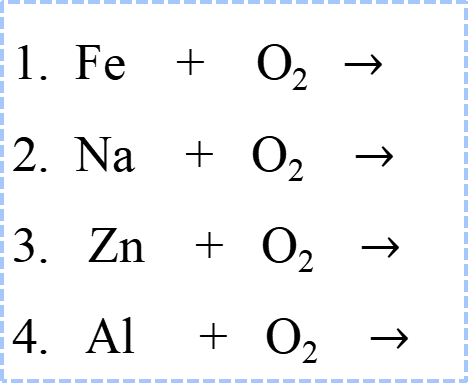 1. Fe + O₂ →
2. Na + O₂ →
3. Zn + O₂ →
4. Al + O₂ →